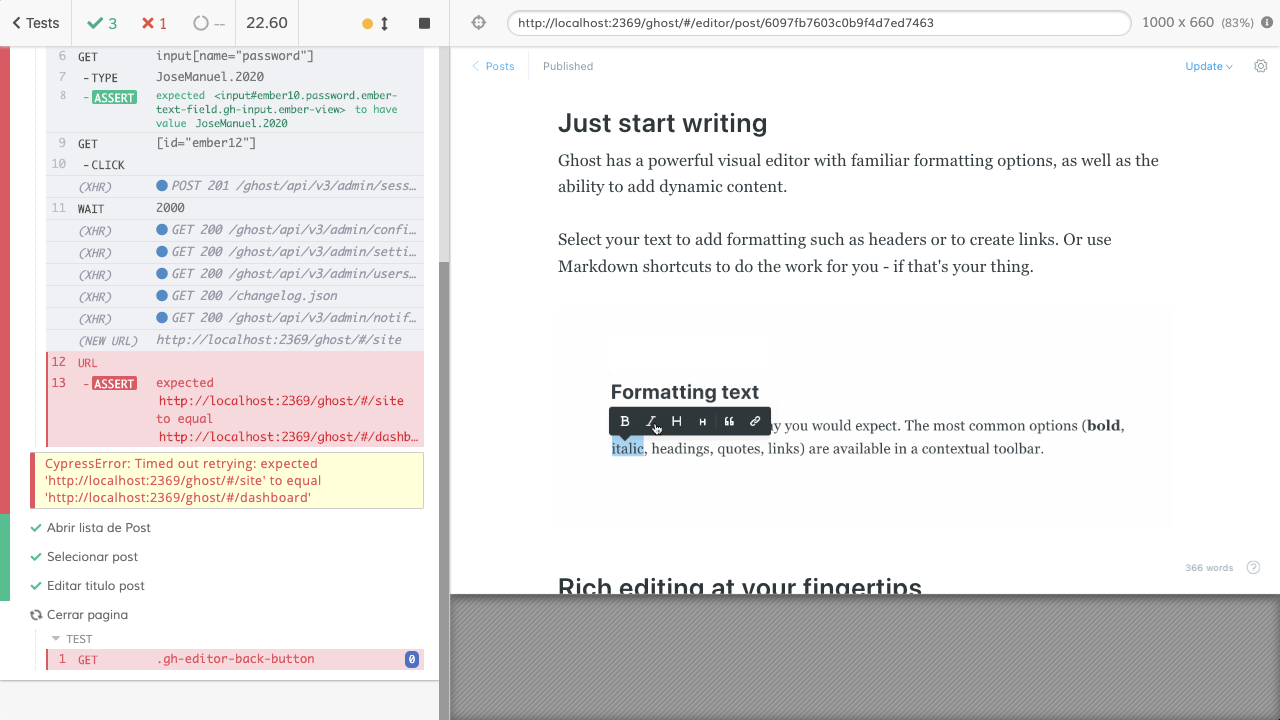 Tests 3 1 -- 22.60
http://localhost:2369/ghost/#/editor/post/6097fb7603c0b9f4d7ed7463 1000 x 660 (83%)
6 GET input[name="password"]
7 -TYPE JoseManuel.2020
8 -ASSERT expected <input#ember10.password.ember-
text-field.gh-input.ember-view> to have
value JoseManuel.2020
9 GET [id="ember12"]
10 -CLICK
(XHR) POST 201 /ghost/api/v3/admin/sess…
11 WAIT 2000
(XHR) GET 200 /ghost/api/v3/admin/confi…
(XHR) GET 200 /ghost/api/v3/admin/setti…
(XHR) GET 200 /ghost/api/v3/admin/users…
(XHR) GET 200 /changelog.json
(XHR) GET 200 /ghost/api/v3/admin/notif…
(NEW URL) http://localhost:2369/ghost/#/site
12 URL
13 -ASSERT expected
http://localhost:2369/ghost/#/site
to equal
http://localhost:2369/ghost/#/dashb…
CypressError: Timed out retrying: expected
'http://localhost:2369/ghost/#/site' to equal
'http://localhost:2369/ghost/#/dashboard'
Abrir lista de Post
Selecionar post
Editar titulo post
Cerrar pagina
TEST
1 GET .gh-editor-back-button 0
Posts Published Update
Just start writing
Ghost has a powerful visual editor with familiar formatting options, as well as the
ability to add dynamic content.
Select your text to add formatting such as headers or to create links. Or use
Markdown shortcuts to do the work for you - if that's your thing.
Formatting text
B I H H
you would expect. The most common options (bold,
italic, headings, quotes, links) are available in a contextual toolbar.
366 words ?
Rich editing at your fingertips